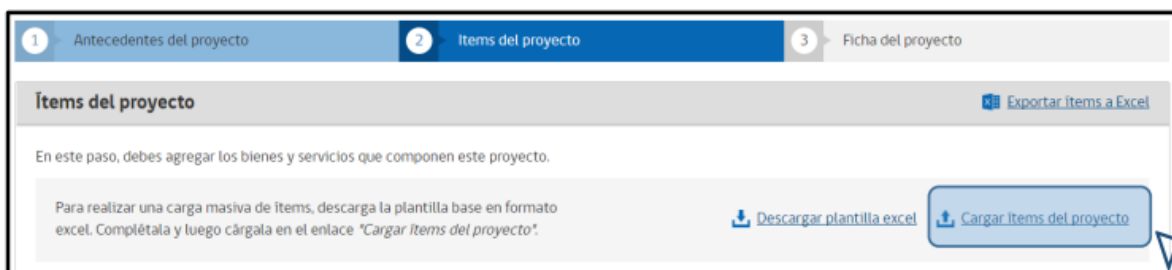 1 Antecedentes del proyecto 2 Items del proyecto 3 Ficha del proyecto
Ítems del proyecto Exportar ítems a Excel
En este paso, debes agregar los bienes y servicios que componen este proyecto.
Para realizar una carga masiva de ítems, descarga la plantilla base en formato
excel. Complétala y luego cárgala en el enlace "Cargar ítems del proyecto".
Descargar plantilla excel Cargar ítems del proyecto